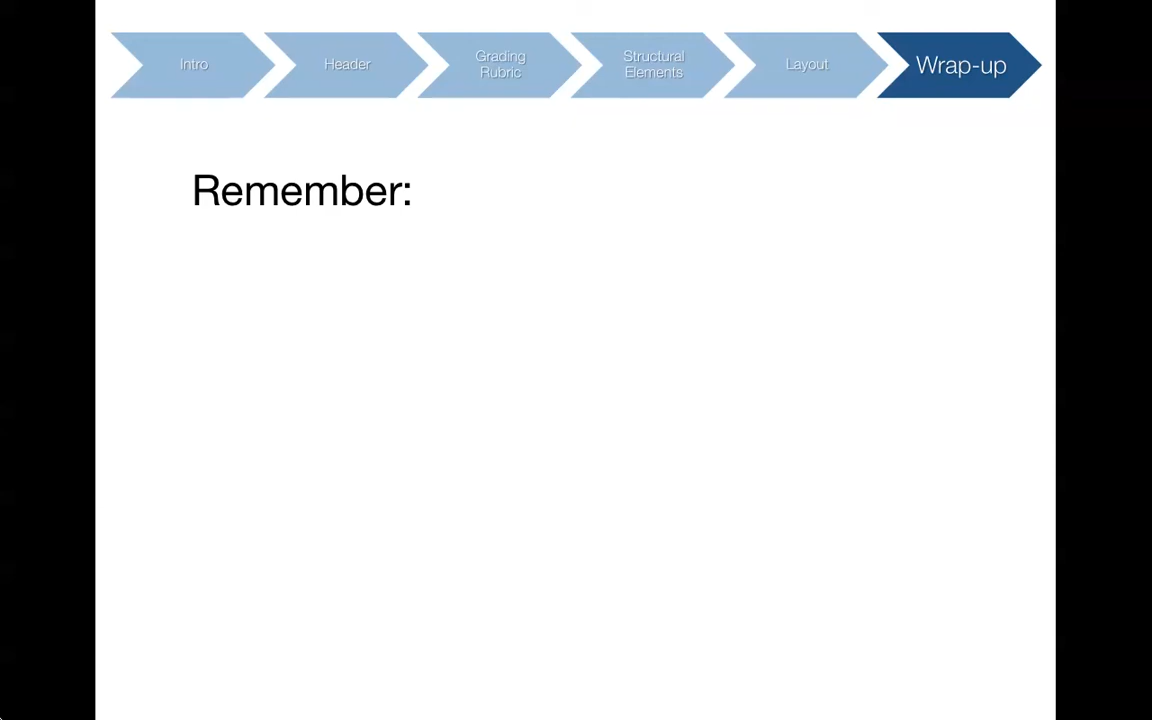 Intro
Header
Grading
Rubric
Structural
Elements
Layout
Wrap-up
Remember: